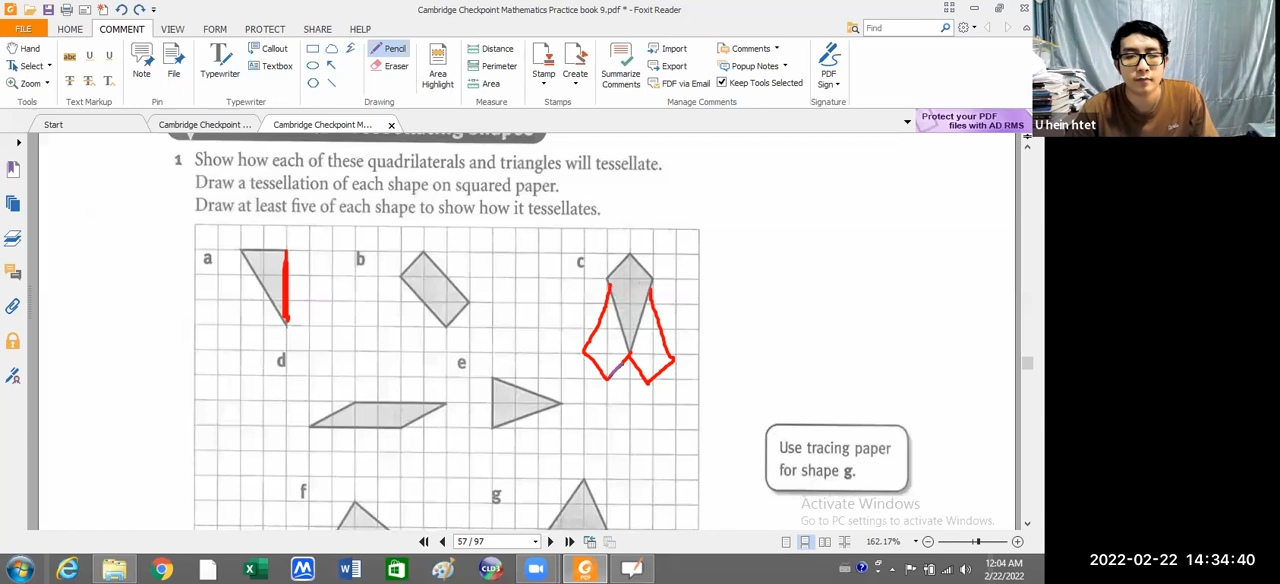 Cambridge Checkpoint Mathematics Practice book 9.pdf * - Foxit Reader
FILE HOME COMMENT VIEW FORM PROTECT SHARE HELP Find
Hand
Select
Zoom
Tools
Text Markup
Note
File
Pin
Typewriter
Callout
Textbox
Typewriter
Pencil
Eraser
Drawing
Area
Highlight
Distance
Perimeter
Area
Measure
Stamp
Create
Stamps
Summarize
Comments
Import
Export
FDF via Email
Comments
Popup Notes
Keep Tools Selected
Manage Comments
PDF
Sign
Signature
Start
Cambridge Checkpoint ...
Cambridge Checkpoint M...
Protect your PDF
files with AD RMS
U hein htet
1 Show how each of these quadrilaterals and triangles will tessellate.
Draw a tessellation of each shape on squared paper.
Draw at least five of each shape to show how it tessellates.
a b c
d e
f g
Use tracing paper
for shape g.
Activate Windows
Go to PC settings to activate Windows.
57 / 97
162.17%
12:04 AM
2/22/2022
2022-02-22 14:34:40